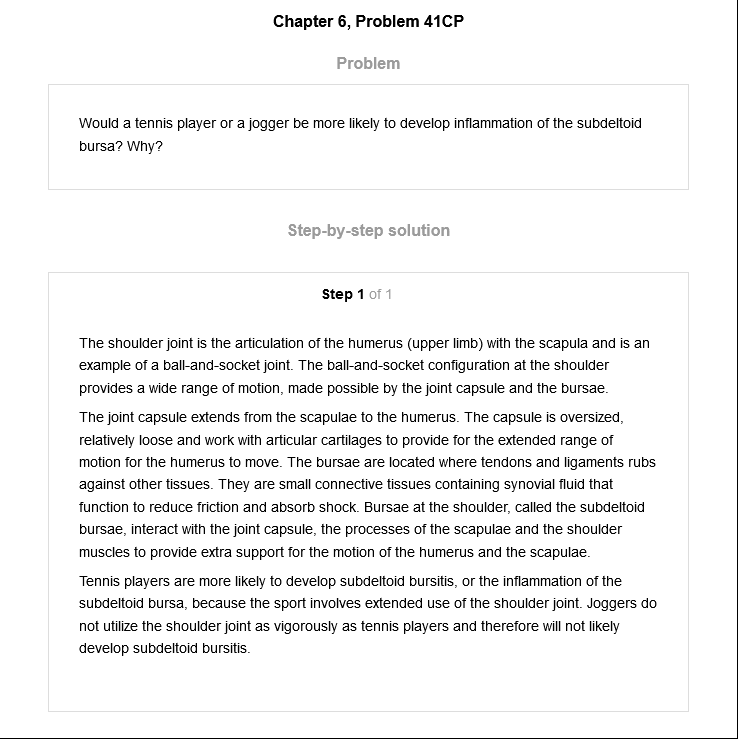 Chapter 6, Problem 41CP
Problem
Would a tennis player or a jogger be more likely to develop inflammation of the subdeltoid
bursa? Why?
Step-by-step solution
Step 1 of 1
The shoulder joint is the articulation of the humerus (upper limb) with the scapula and is an
example of a ball-and-socket joint. The ball-and-socket configuration at the shoulder
provides a wide range of motion, made possible by the joint capsule and the bursae.
The joint capsule extends from the scapulae to the humerus. The capsule is oversized,
relatively loose and work with articular cartilages to provide for the extended range of
motion for the humerus to move. The bursae are located where tendons and ligaments rubs
against other tissues. They are small connective tissues containing synovial fluid that
function to reduce friction and absorb shock. Bursae at the shoulder, called the subdeltoid
bursae, interact with the joint capsule, the processes of the scapulae and the shoulder
muscles to provide extra support for the motion of the humerus and the scapulae.
Tennis players are more likely to develop subdeltoid bursitis, or the inflammation of the
subdeltoid bursa, because the sport involves extended use of the shoulder joint. Joggers do
not utilize the shoulder joint as vigorously as tennis players and therefore will not likely
develop subdeltoid bursitis.